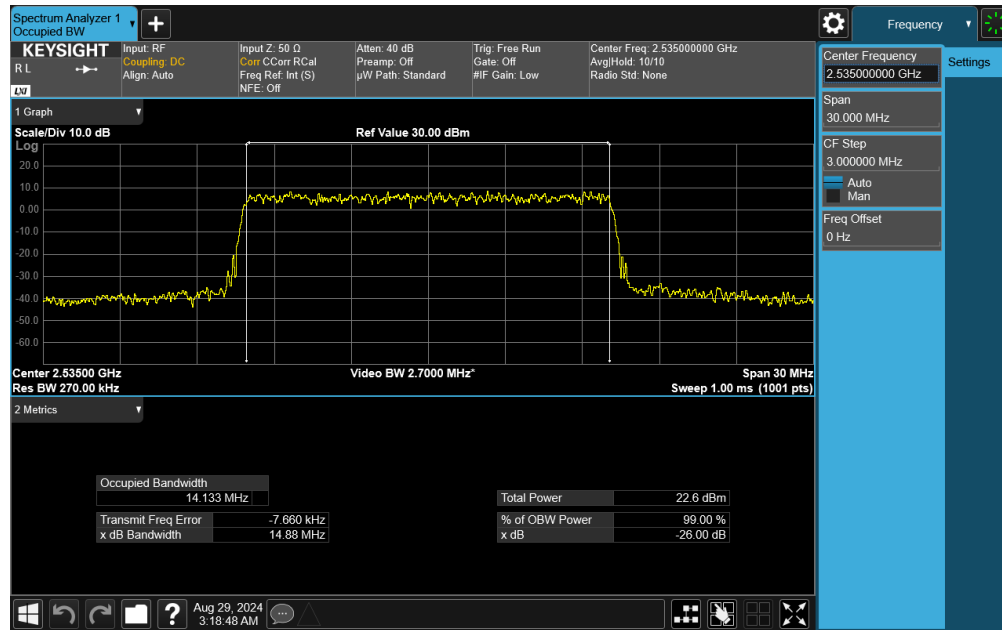 Spectrum Analyzer 1
Occupied BW
Frequency
KEYSIGHT
RL
LXI
Input: RF
Coupling: DC
Align: Auto
Input Z: 50 Ω
Corr CCorr RCal
Freq Ref: Int (S)
NFE: Off
Atten: 40 dB
Preamp: Off
µW Path: Standard
Trig: Free Run
Gate: Off
#IF Gain: Low
Center Freq: 2.535000000 GHz
Avg|Hold: 10/10
Radio Std: None
Center Frequency
2.535000000 GHz
Settings
Span
30.000 MHz
CF Step
3.000000 MHz
Auto
Man
Freq Offset
0 Hz
1 Graph
Scale/Div 10.0 dB
Ref Value 30.00 dBm
Log
20.0
10.0
0.00
-10.0
-20.0
-30.0
-40.0
-50.0
-60.0
Center 2.53500 GHz
Video BW 2.7000 MHz*
Span 30 MHz
Res BW 270.00 kHz
Sweep 1.00 ms (1001 pts)
2 Metrics
Occupied Bandwidth
14.133 MHz
Total Power 22.6 dBm
Transmit Freq Error -7.660 kHz
% of OBW Power 99.00 %
x dB Bandwidth 14.88 MHz
x dB -26.00 dB
?
Aug 29, 2024
3:18:48 AM